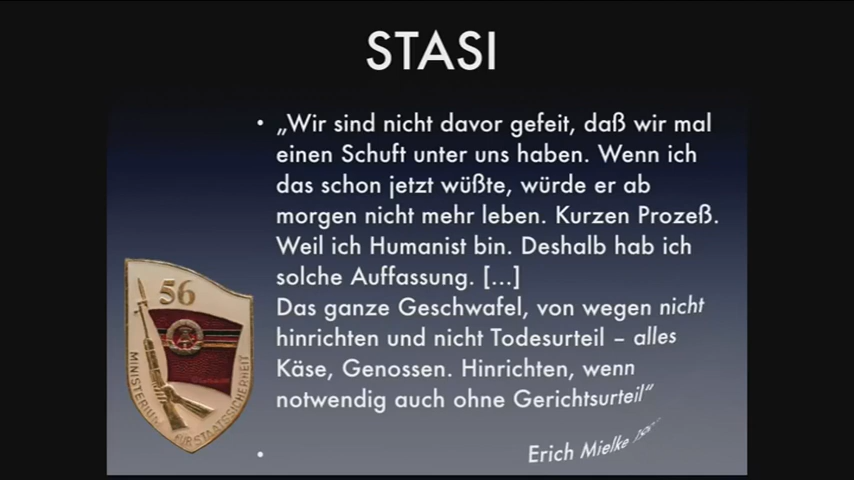 STASI
• „Wir sind nicht davor gefeit, daß wir mal
einen Schuft unter uns haben. Wenn ich
das schon jetzt wüßte, würde er ab
morgen nicht mehr leben. Kurzen Prozeß.
Weil ich Humanist bin. Deshalb hab ich
solche Auffassung. [...]
Das ganze Geschwafel, von wegen nicht
hinrichten und nicht Todesurteil – alles
Käse, Genossen. Hinrichten, wenn
notwendig auch ohne Gerichtsurteil“
• Erich Mielke
56
MINISTERIUM
FÜR STAATSSICHERHEIT